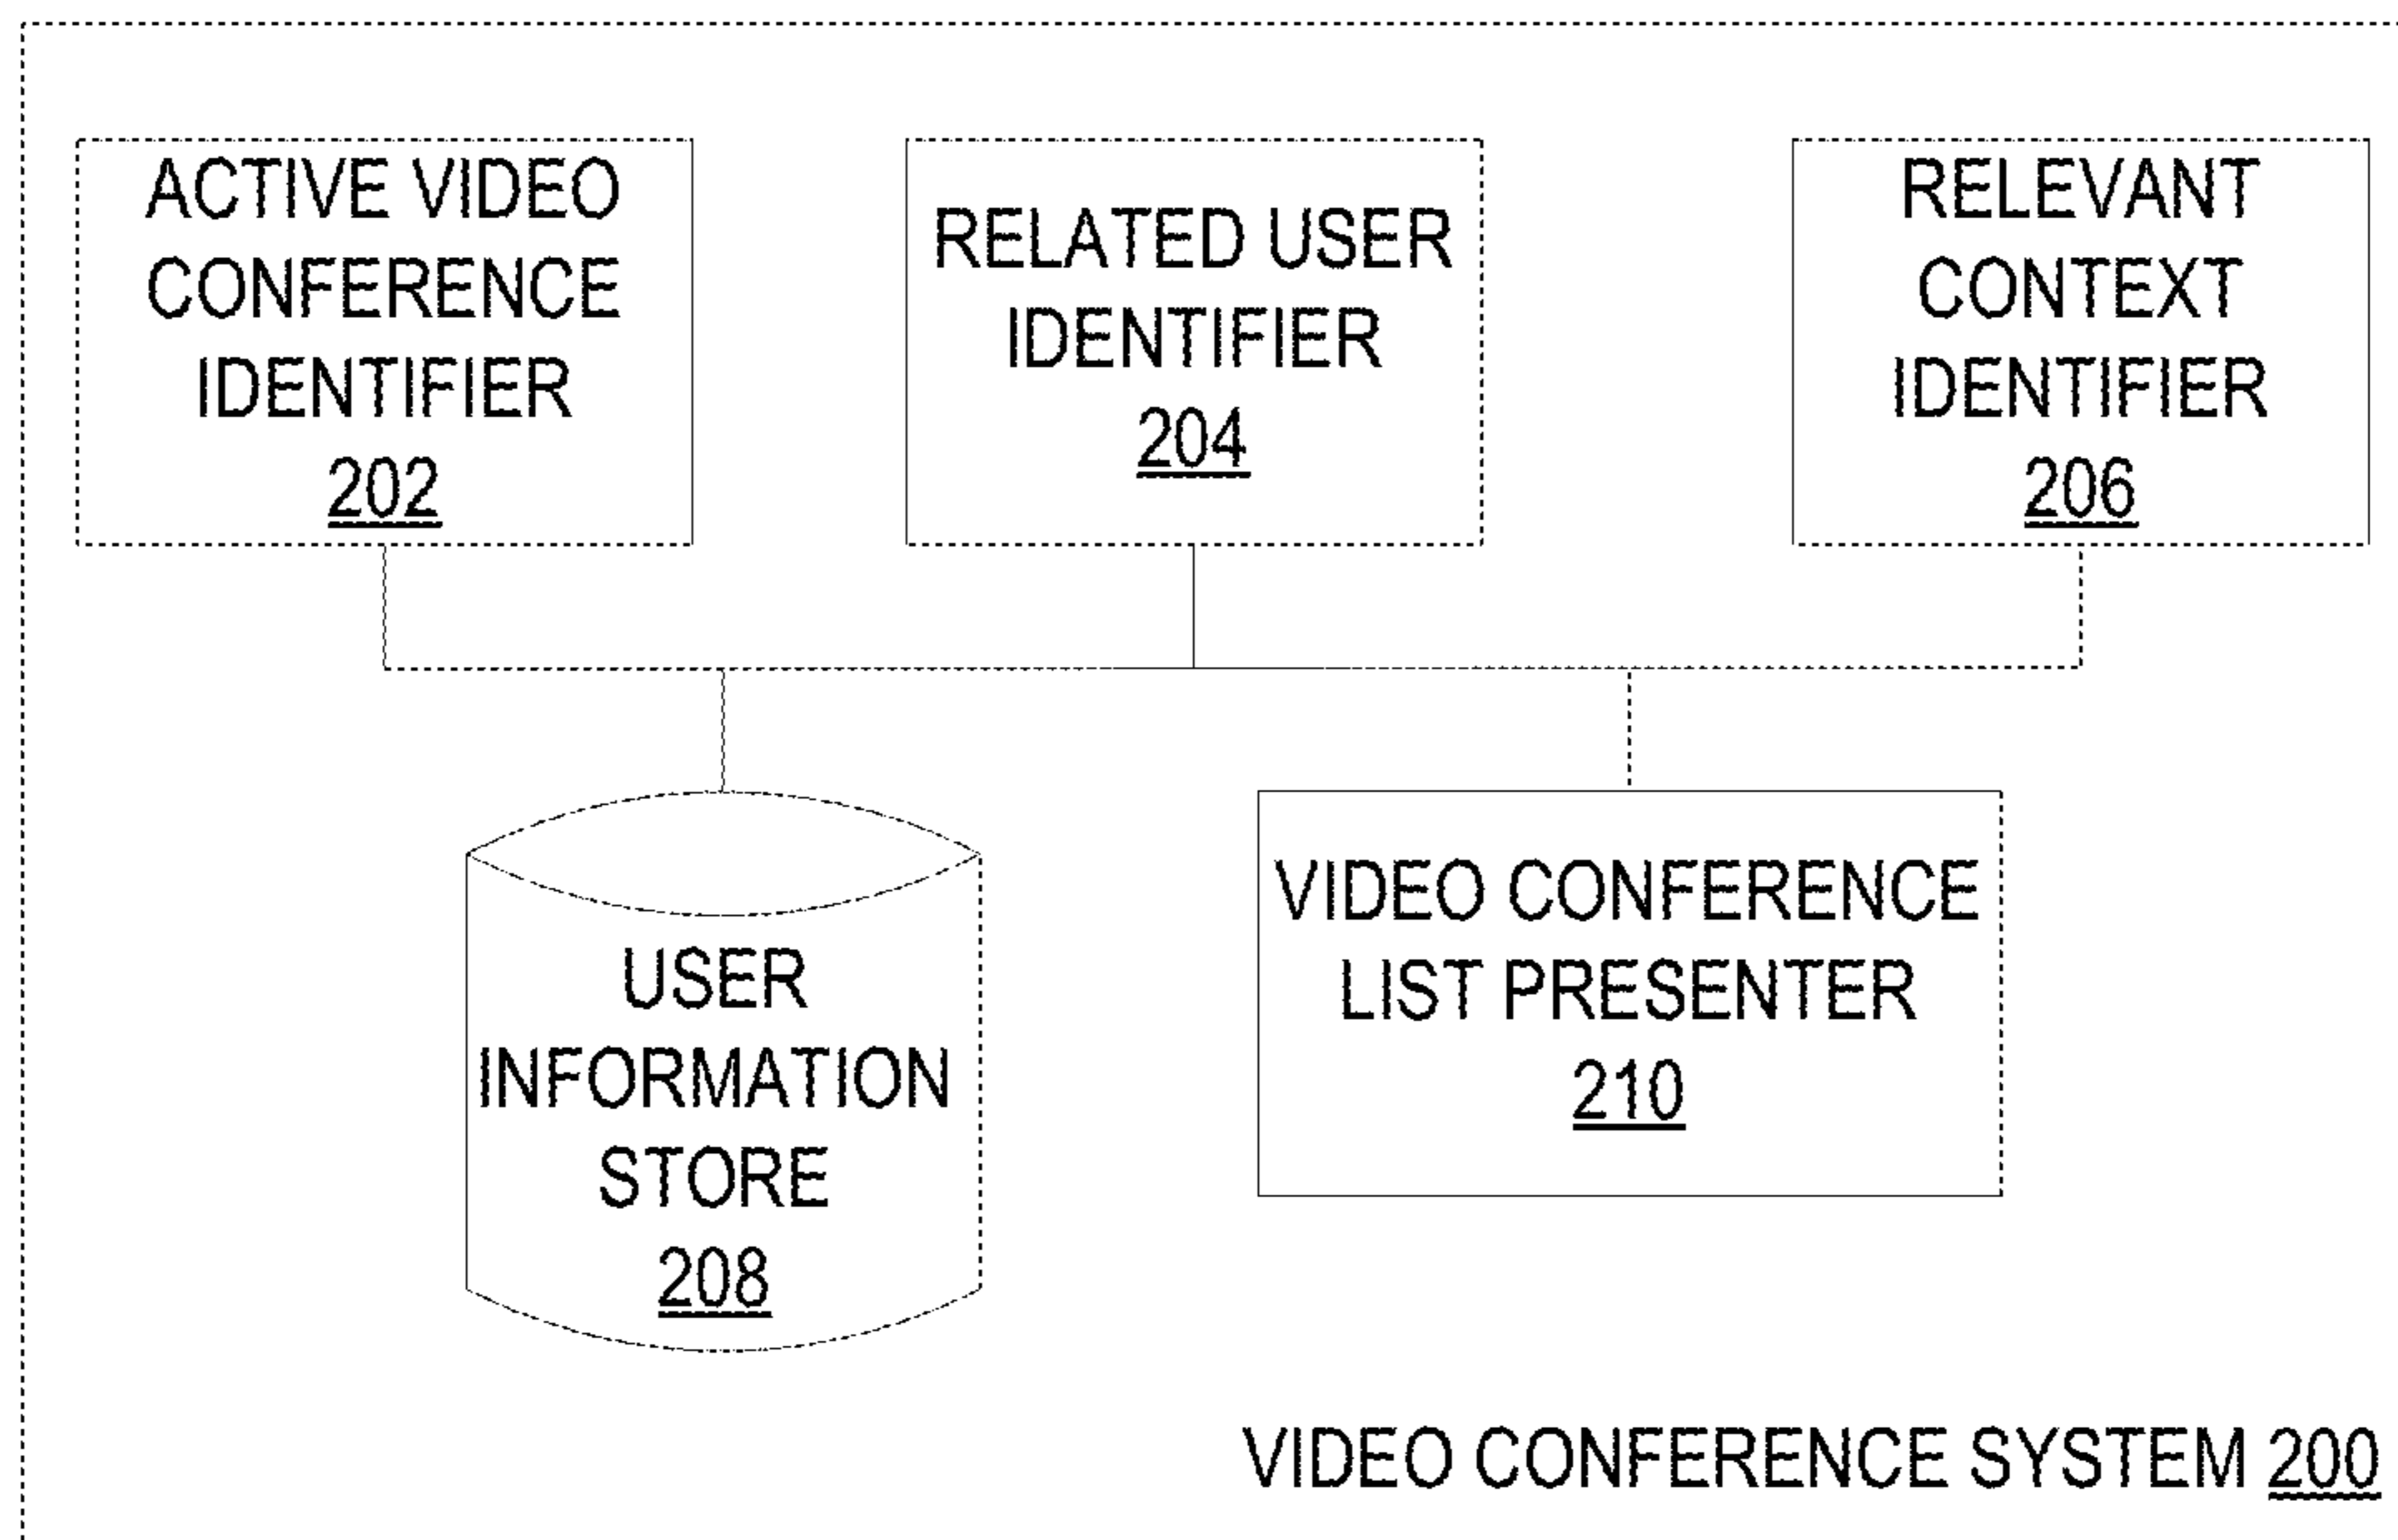 ACTIVE VIDEO
CONFERENCE
IDENTIFIER
202
RELATED USER
IDENTIFIER
204
RELEVANT
CONTEXT
IDENTIFIER
206
USER
INFORMATION
STORE
208
VIDEO CONFERENCE
LIST PRESENTER
210
VIDEO CONFERENCE SYSTEM 200